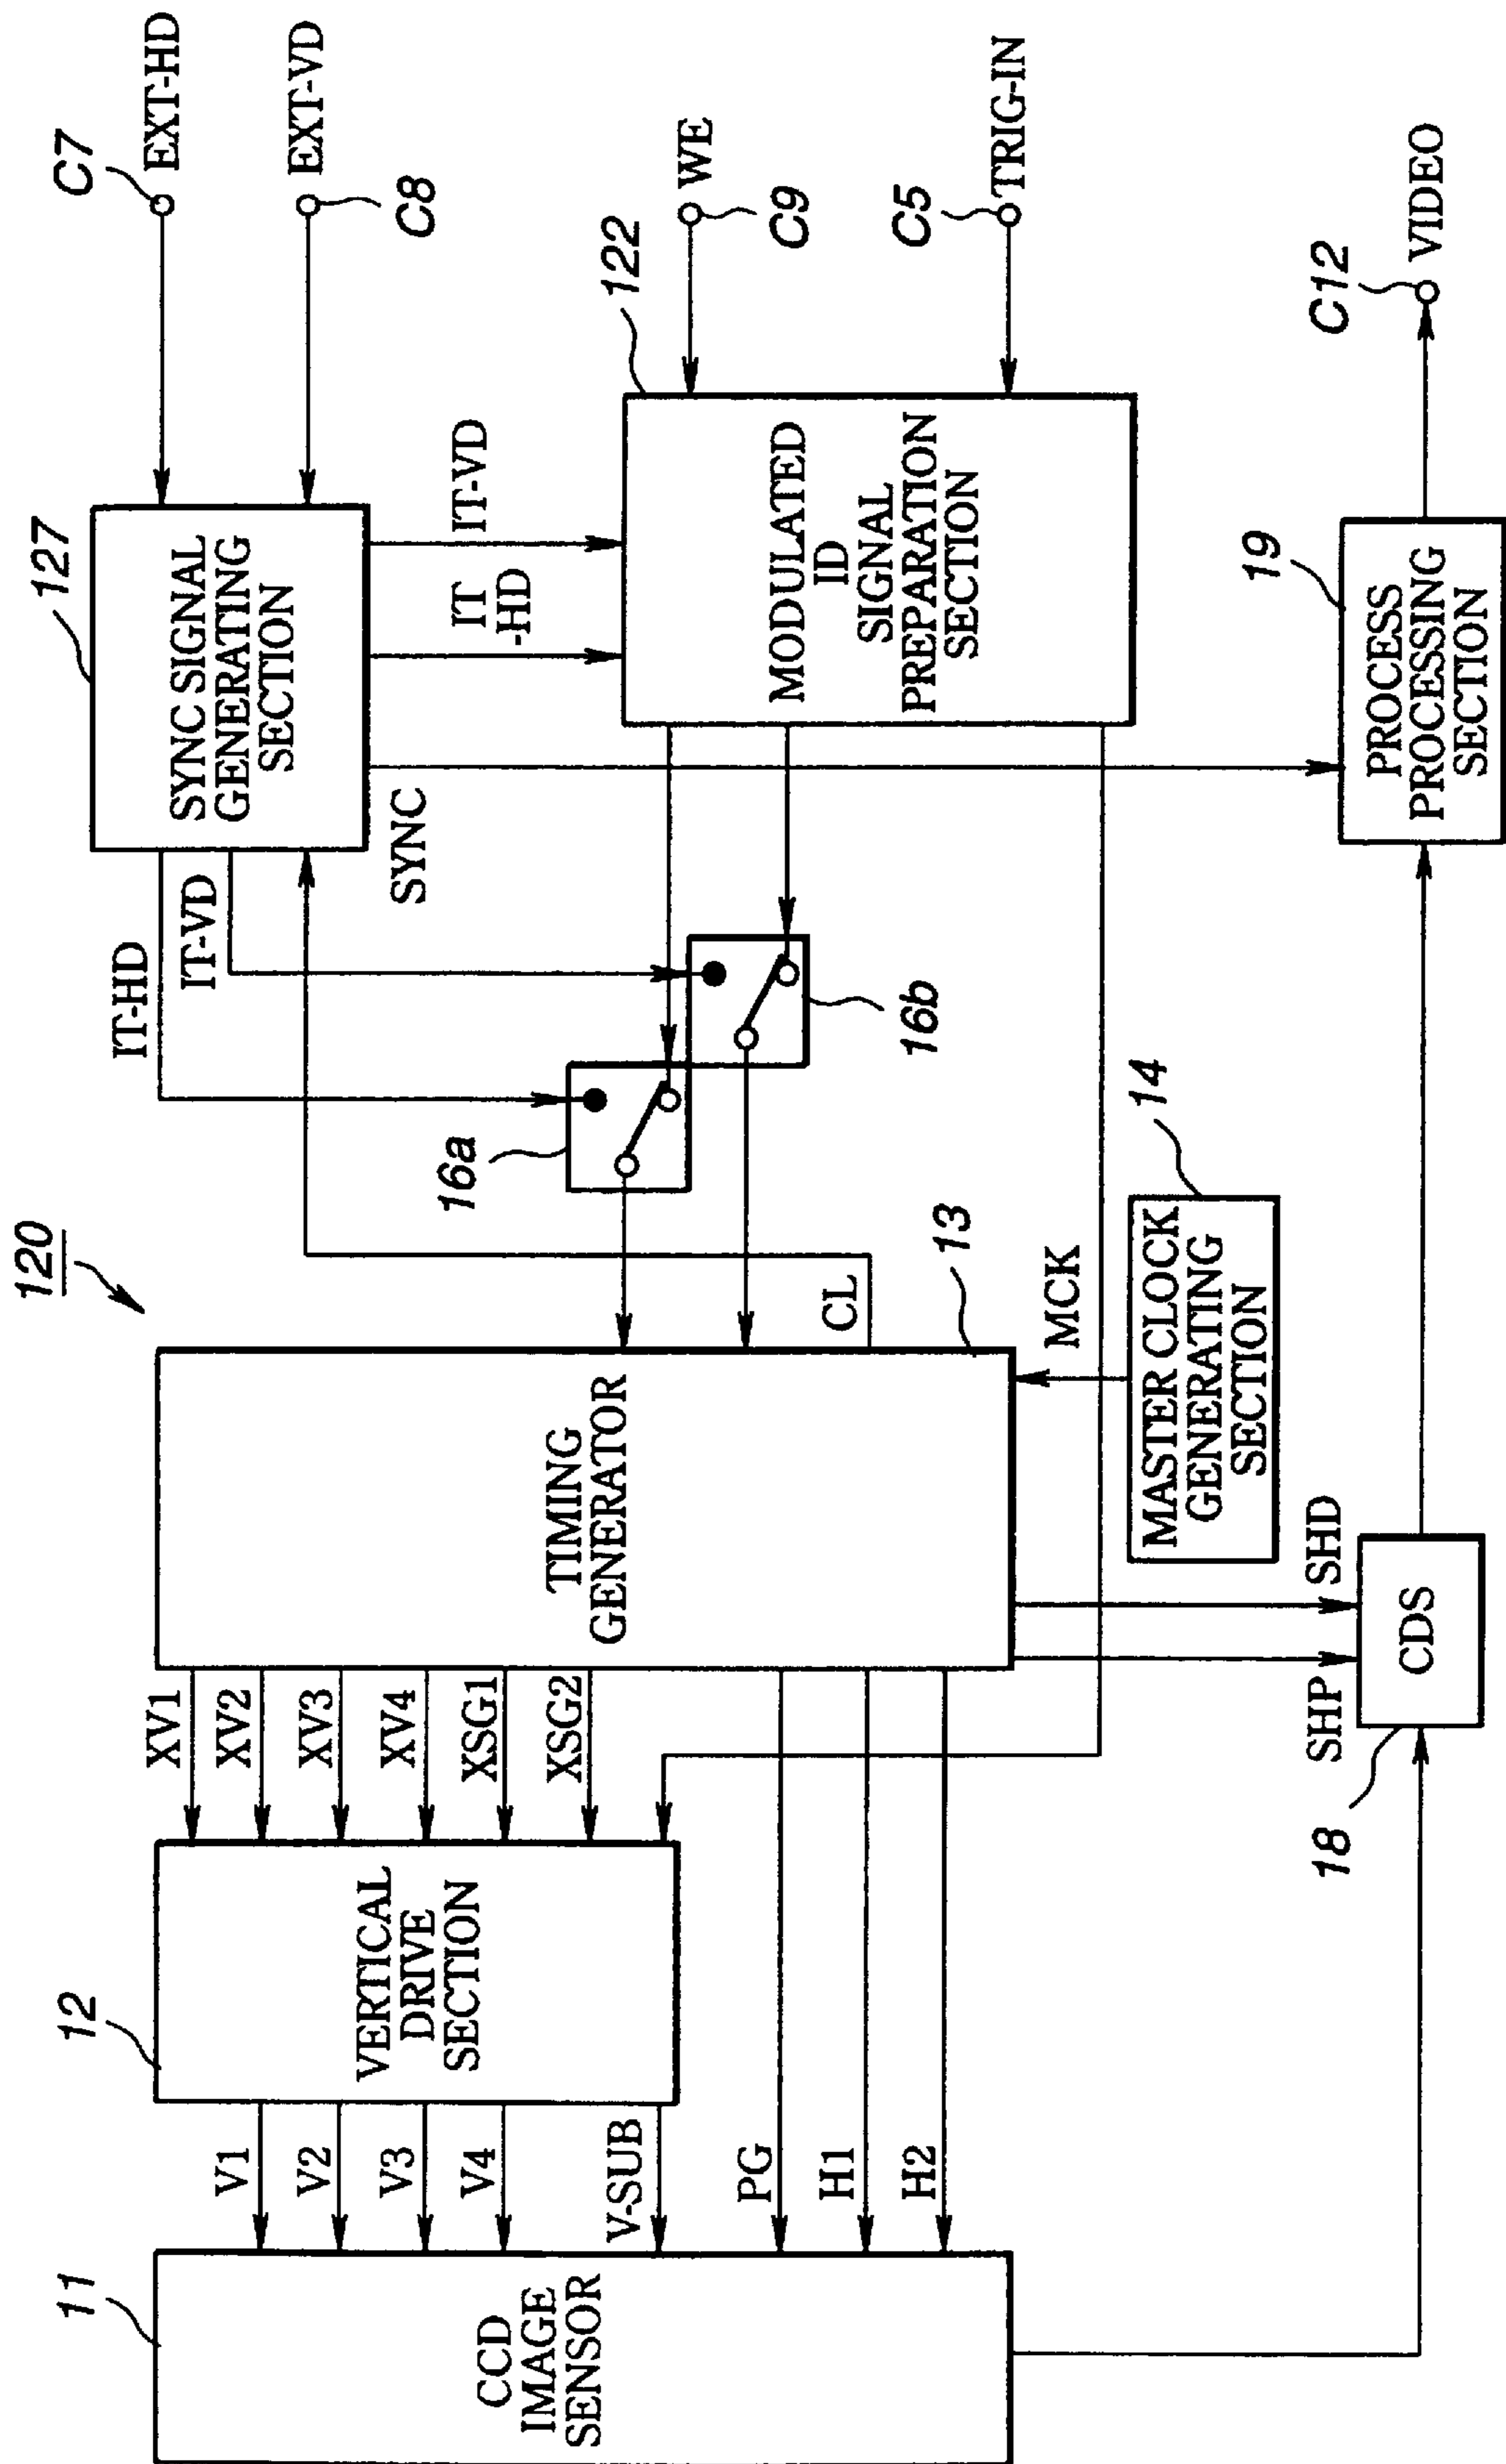 120
C7
EXT-HD
EXT-VD
C8
127
SYNC SIGNAL
GENERATING
SECTION
IT-HD
IT-VD
IT
-HD
IT-VD
SYNC
WE
C9
122
MODULATED
ID
SIGNAL
PREPARATION
SECTION
C5
TRIG-IN
16a
16b
CL
13
TIMING
GENERATOR
MCK
14
MASTER CLOCK
GENERATING
SECTION
XV1
XV2
XV3
XV4
XSG1
XSG2
12
VERTICAL
DRIVE
SECTION
V1
V2
V3
V4
V-SUB
PG
H1
H2
11
CCD
IMAGE
SENSOR
SHP
SHD
18
CDS
19
PROCESS
PROCESSING
SECTION
C12
VIDEO